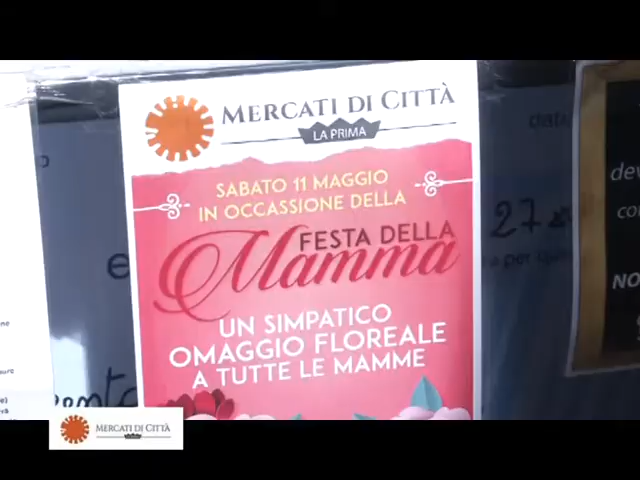 MERCATI DI CITTÀ
LA PRIMA
SABATO 11 MAGGIO
IN OCCASSIONE DELLA
FESTA DELLA
Mamma
UN SIMPATICO
OMAGGIO FLOREALE
A TUTTE LE MAMME
27
NO
MERCATI DI CITTÀ